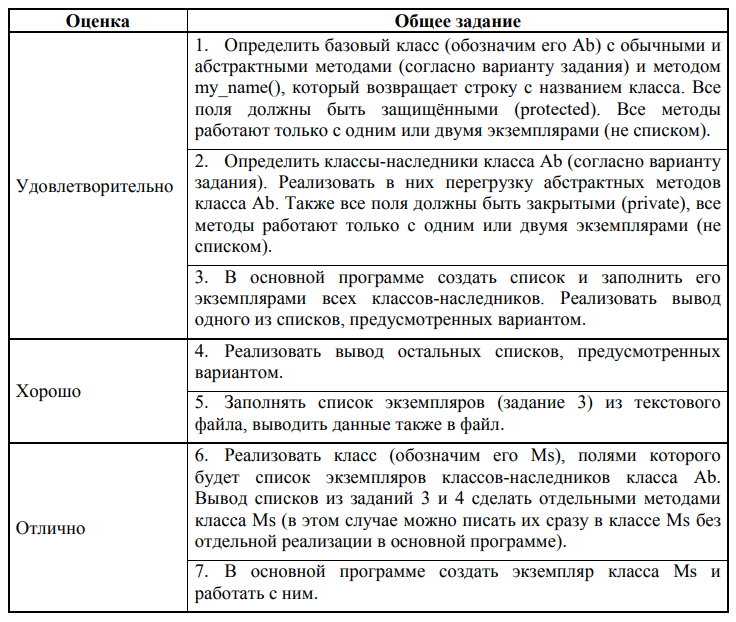 Оценка Общее задание
Удовлетворительно
1. Определить базовый класс (обозначим его Ab) с обычными и
абстрактными методами (согласно варианту задания) и методом
my_name(), который возвращает строку с названием класса. Все
поля должны быть защищёнными (protected). Все методы
работают только с одним или двумя экземплярами (не списком).
2. Определить классы-наследники класса Ab (согласно варианту
задания). Реализовать в них перегрузку абстрактных методов
класса Ab. Также все поля должны быть закрытыми (private), все
методы работают только с одним или двумя экземплярами (не
списком).
3. В основной программе создать список и заполнить его
экземплярами всех классов-наследников. Реализовать вывод
одного из списков, предусмотренных вариантом.
Хорошо
4. Реализовать вывод остальных списков, предусмотренных
вариантом.
5. Заполнять список экземпляров (задание 3) из текстового
файла, выводить данные также в файл.
Отлично
6. Реализовать класс (обозначим его Ms), полями которого
будет список экземпляров классов-наследников класса Ab.
Вывод списков из заданий 3 и 4 сделать отдельными методами
класса Ms (в этом случае можно писать их сразу в классе Ms без
отдельной реализации в основной программе).
7. В основной программе создать экземпляр класса Ms и
работать с ним.